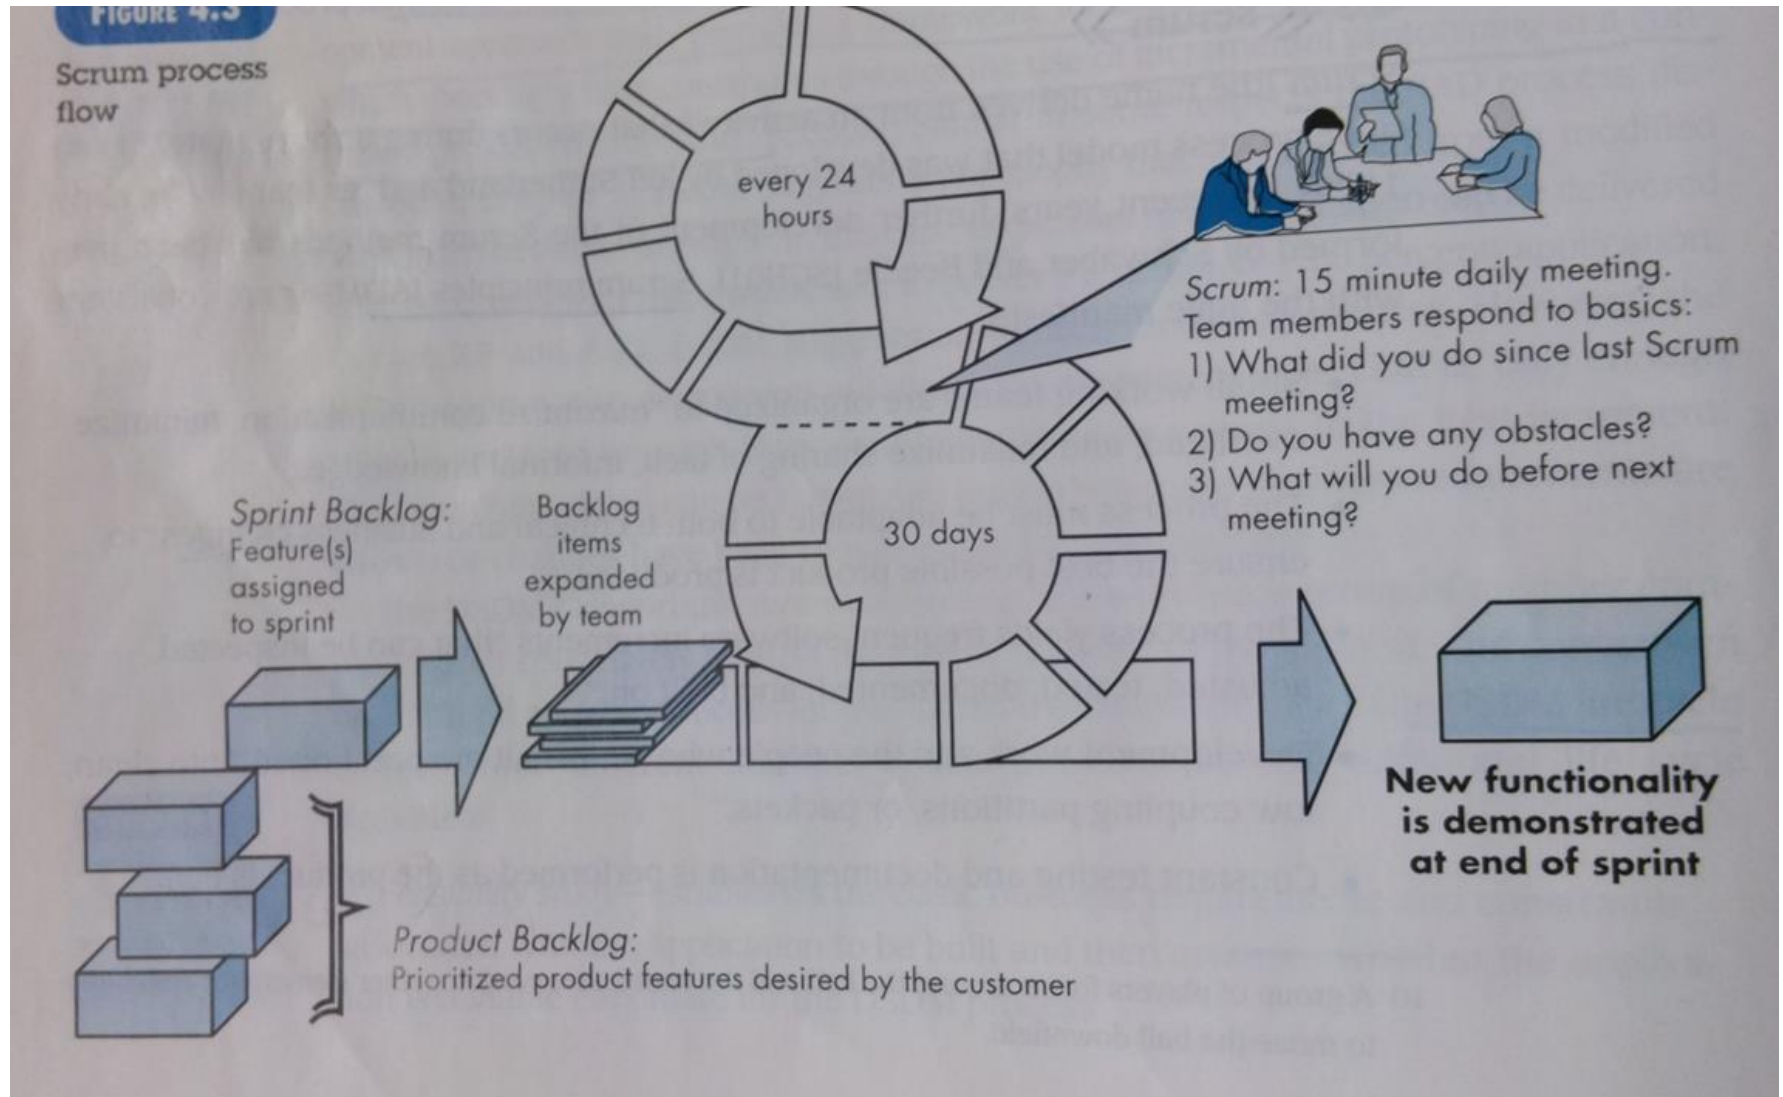 FIGURE 4.3
Scrum process
flow
every 24
hours
Scrum: 15 minute daily meeting.
Team members respond to basics:
1) What did you do since last Scrum
meeting?
2) Do you have any obstacles?
3) What will you do before next
meeting?
Sprint Backlog:
Feature(s)
assigned
to sprint
Backlog
items
expanded
by team
30 days
New functionality
is demonstrated
at end of sprint
Product Backlog:
Prioritized product features desired by the customer